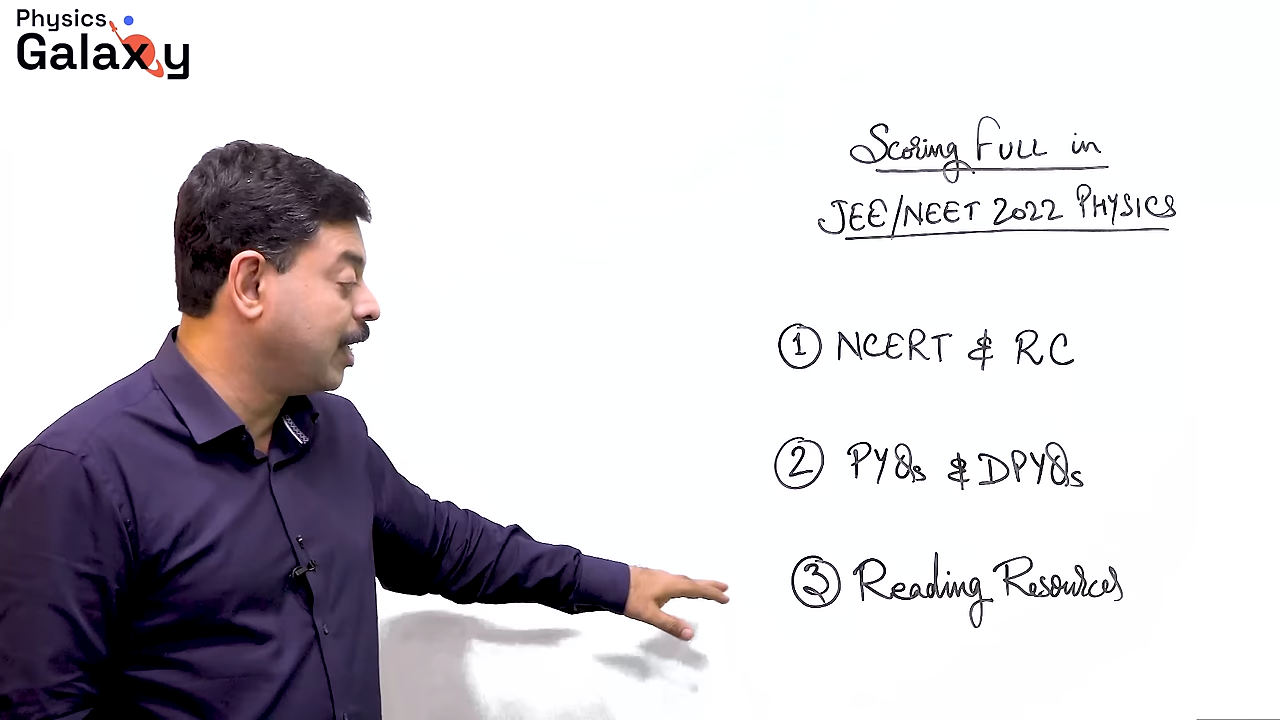 Physics
Galaxy
Scoring FULL in
JEE/NEET 2022 PHYSICS
1 NCERT & RC
2 PYQs & DPYQs
3 Reading Resources